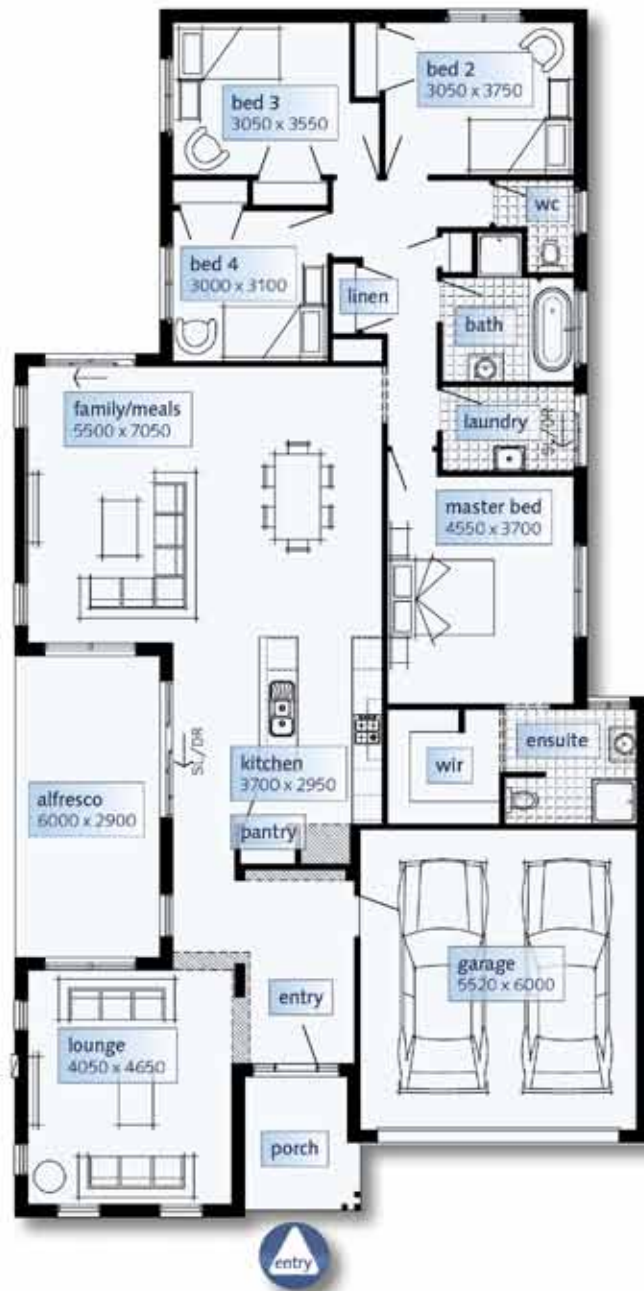 bed 3
3050 x 3550
bed 2
3050 x 3750
wc
bed 4
3000 x 3100
linen
bath
family/meals
5500 x 7050
laundry
SL/DR
master bed
4550 x 3700
SL/DR
kitchen
3700 x 2950
wir
ensuite
alfresco
6000 x 2900
pantry
garage
5520 x 6000
entry
lounge
4050 x 4650
porch
entry